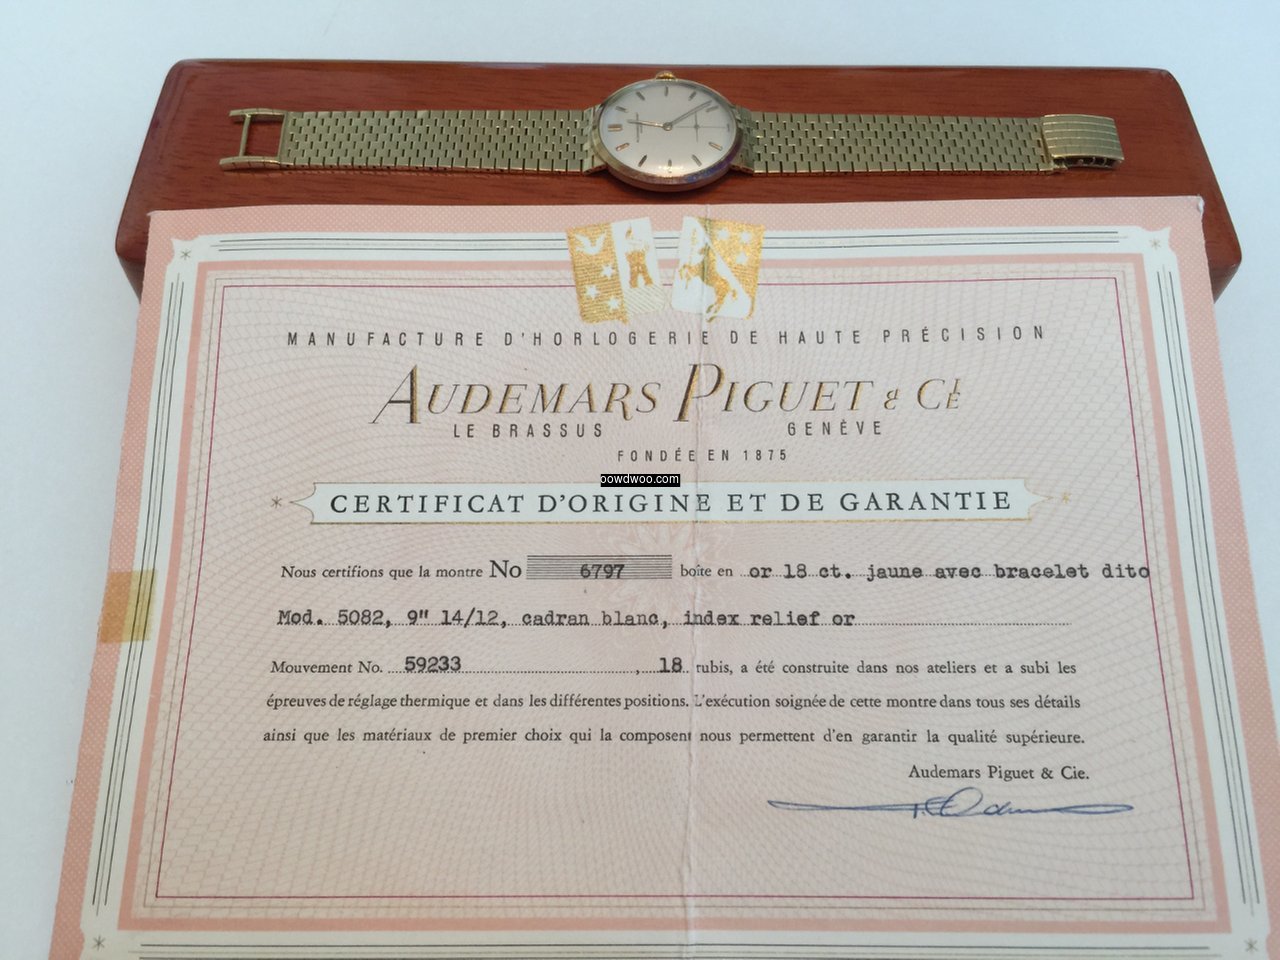 MANUFACTURE D'HORLOGERIE DE HAUTE PRÉCISION
AUDEMARS PIGUET & CIE
LE BRASSUS GENÈVE
FONDÉE EN 1875
oowdwoo.com
CERTIFICAT D'ORIGINE ET DE GARANTIE
Nous certifions que la montre No 6797 boîte en or 18 ct. jaune avec bracelet dito
Mod. 5082, 9" 14/12, cadran blanc, index relief or
Mouvement No. 59233, 18 rubis, a été construite dans nos ateliers et a subi les
épreuves de réglage thermique et dans les différentes positions. L'exécution soignée de cette montre dans tous ses détails
ainsi que les matériaux de premier choix qui la composent nous permettent d'en garantir la qualité supérieure.
Audemars Piguet & Cie.